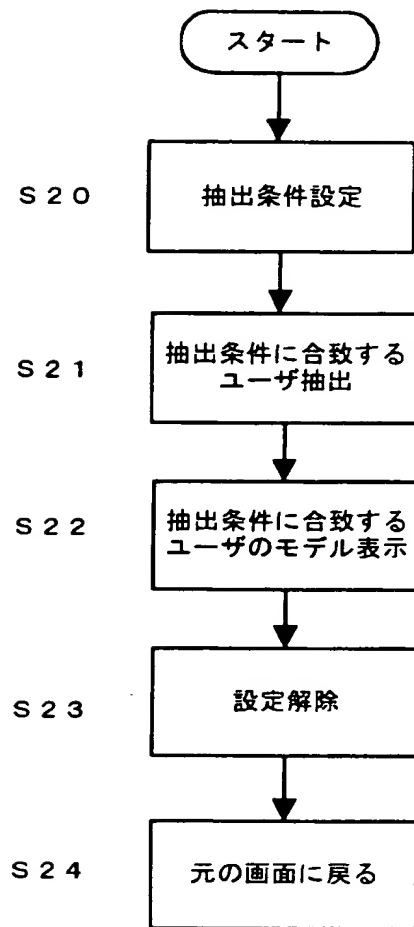 スタート
S20
抽出条件設定
S21
抽出条件に合致する
ユーザ抽出
S22
抽出条件に合致する
ユーザのモデル表示
S23
設定解除
S24
元の画面に戻る